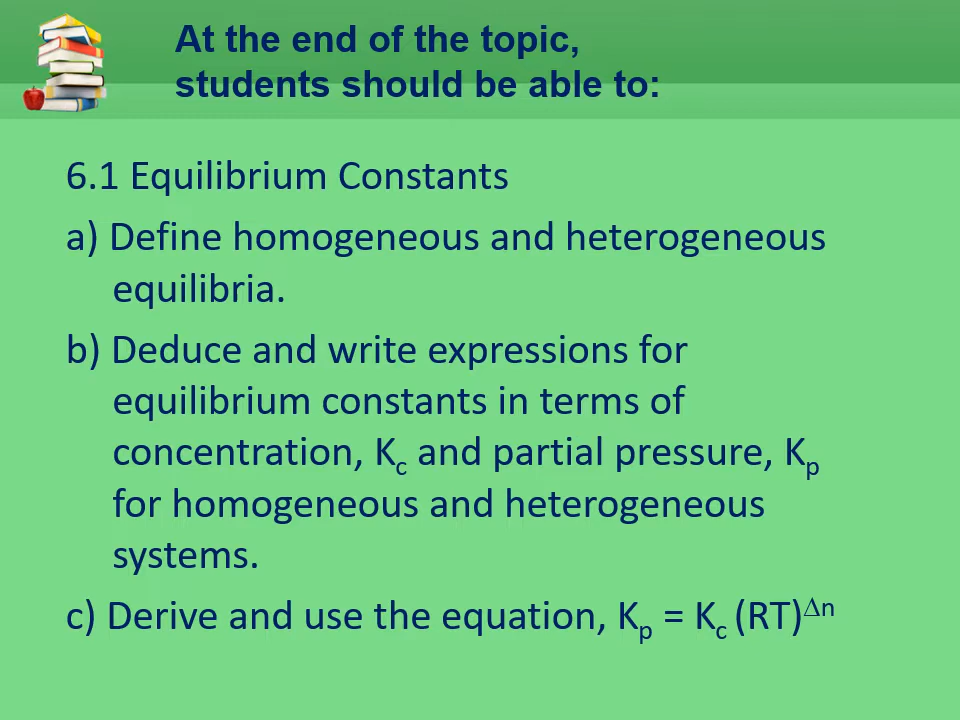 At the end of the topic,
students should be able to:
6.1 Equilibrium Constants
a) Define homogeneous and heterogeneous
equilibria.
b) Deduce and write expressions for
equilibrium constants in terms of
concentration, Kc and partial pressure, Kp
for homogeneous and heterogeneous
systems.
c) Derive and use the equation, Kp = Kc (RT)∆n